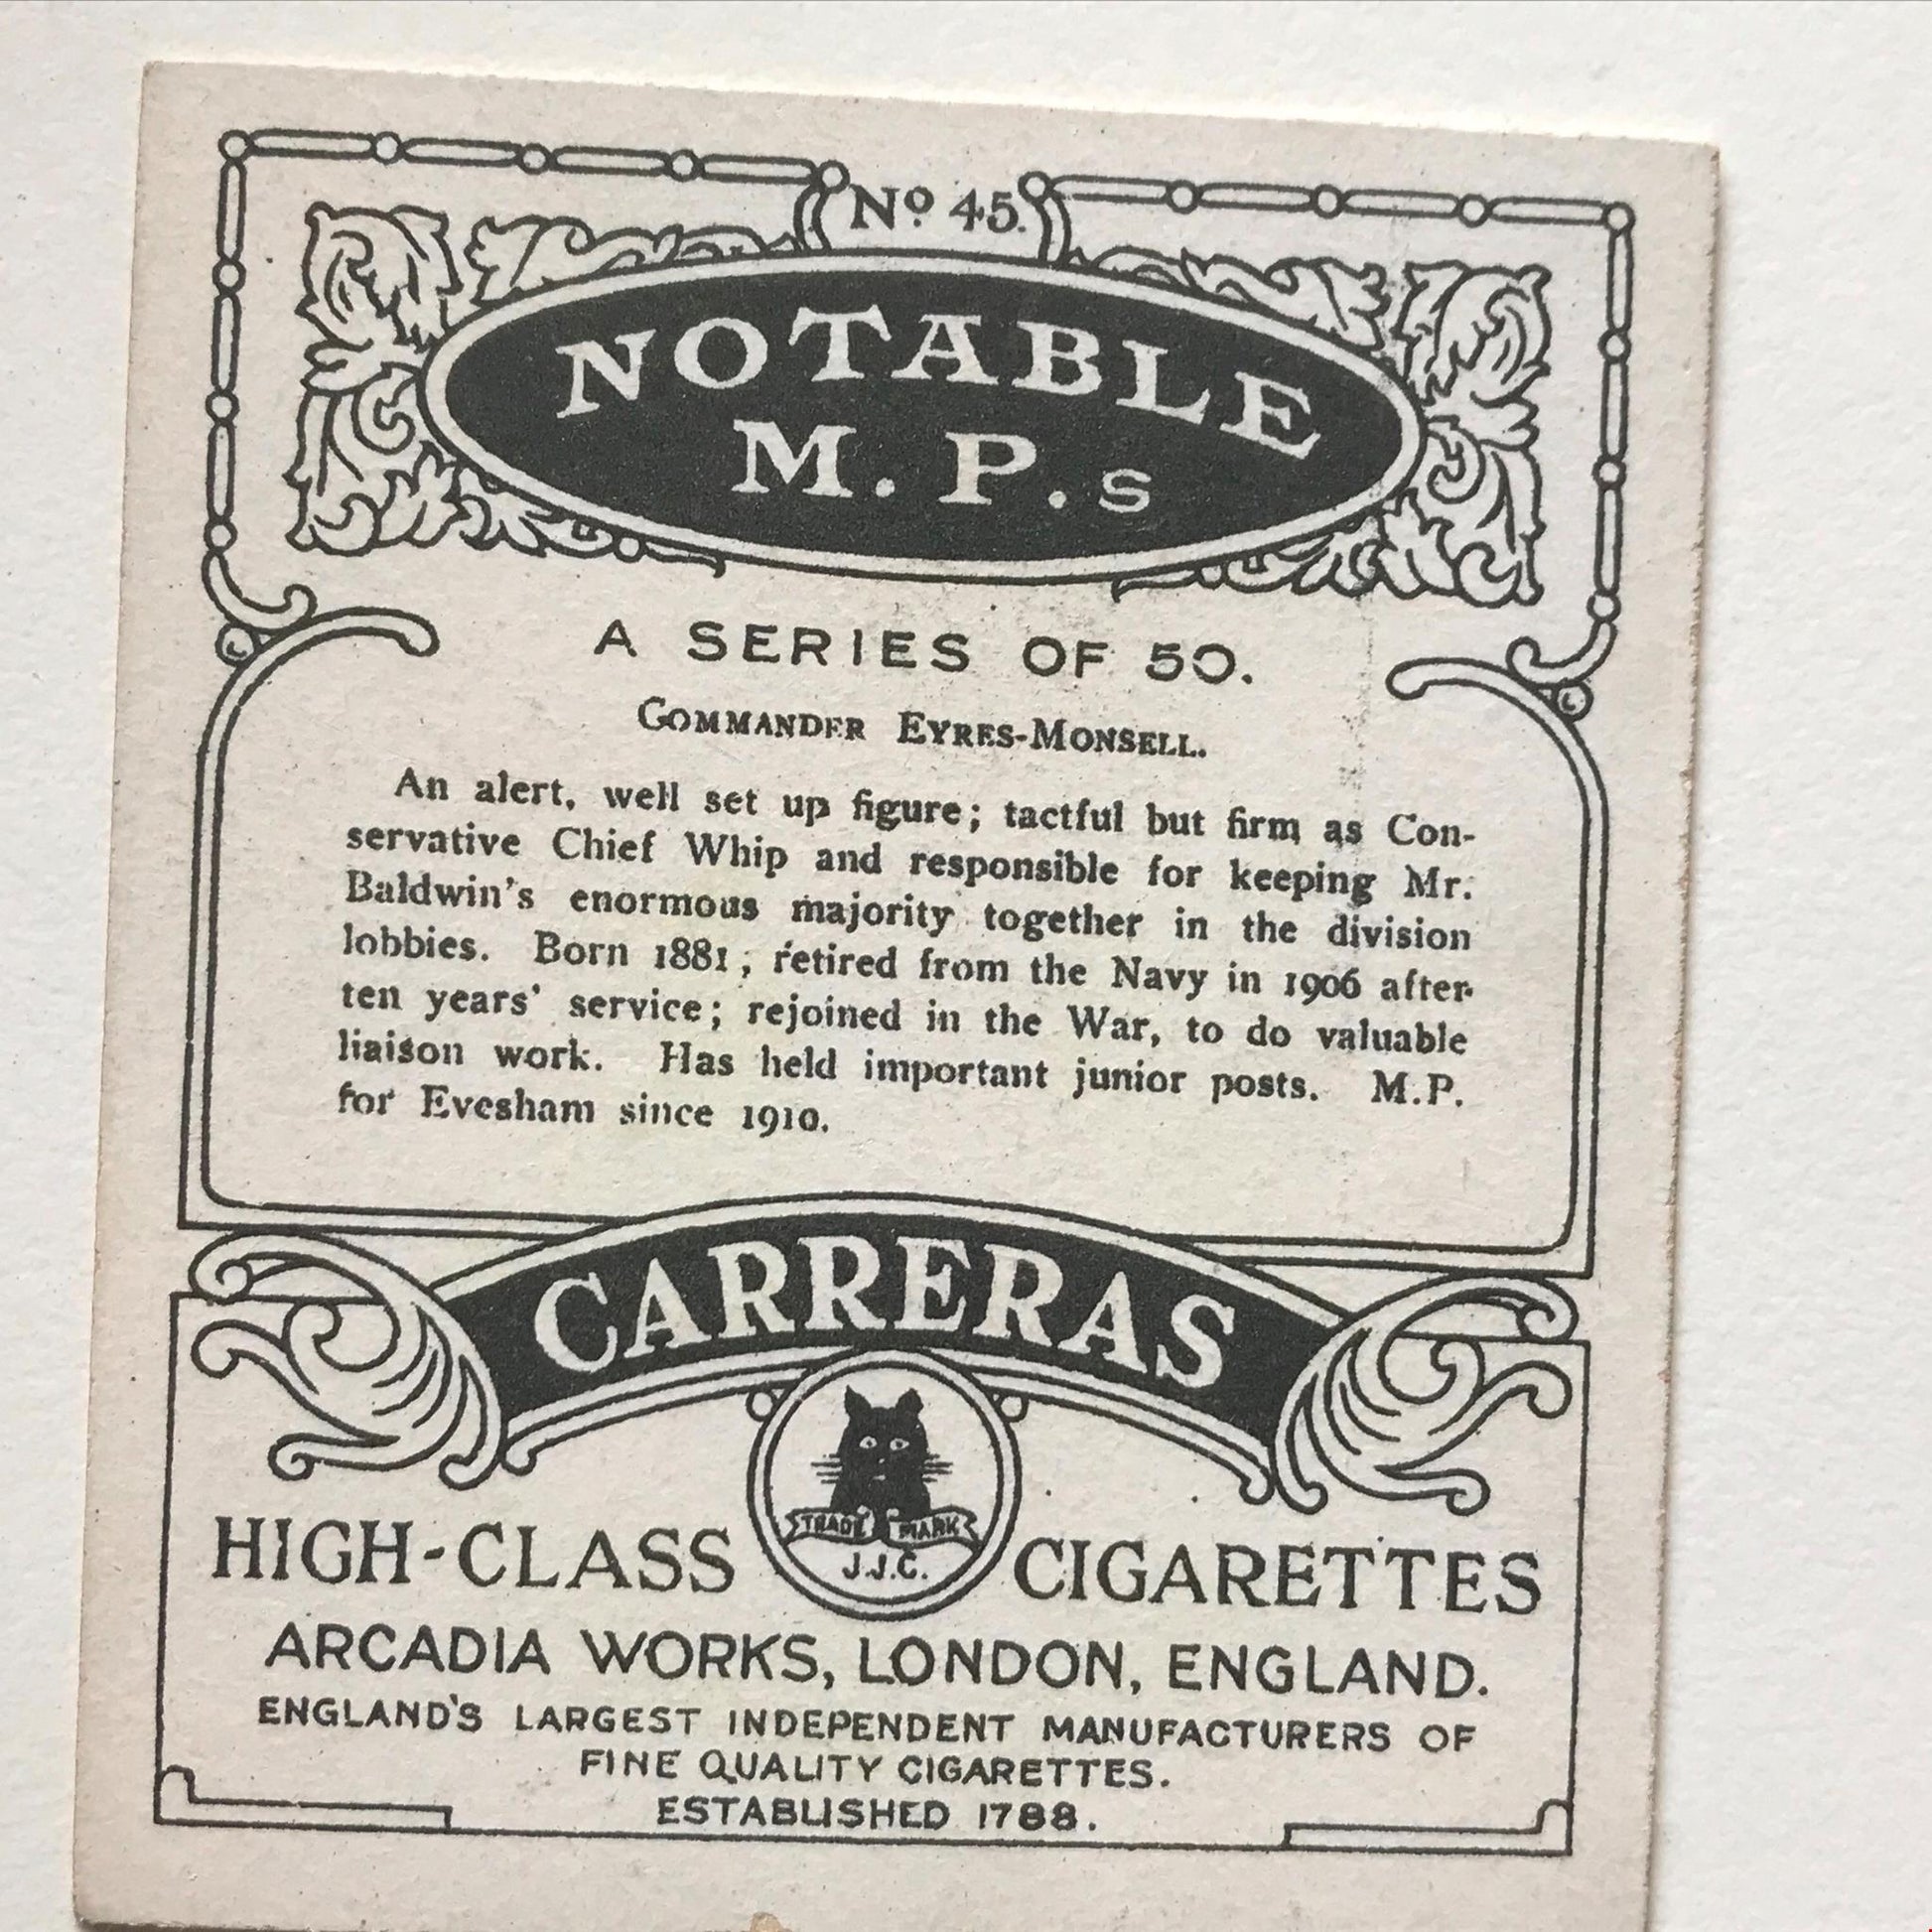 Nº 45.
NOTABLE
M.P.s
A SERIES OF 50.
COMMANDER EYRES-MONSELL.
An alert, well set up figure; tactful but firm as Con-
servative Chief Whip and responsible for keeping Mr.
Baldwin's enormous majority together in the division
lobbies. Born 1881; retired from the Navy in 1906 after
ten years' service; rejoined in the War, to do valuable
liaison work. Has held important junior posts. M.P.
for Evesham since 1910.
CARRERAS
TRADE MARK
J.J.C.
HIGH-CLASS CIGARETTES
ARCADIA WORKS, LONDON, ENGLAND.
ENGLAND'S LARGEST INDEPENDENT MANUFACTURERS OF
FINE QUALITY CIGARETTES.
ESTABLISHED 1788.